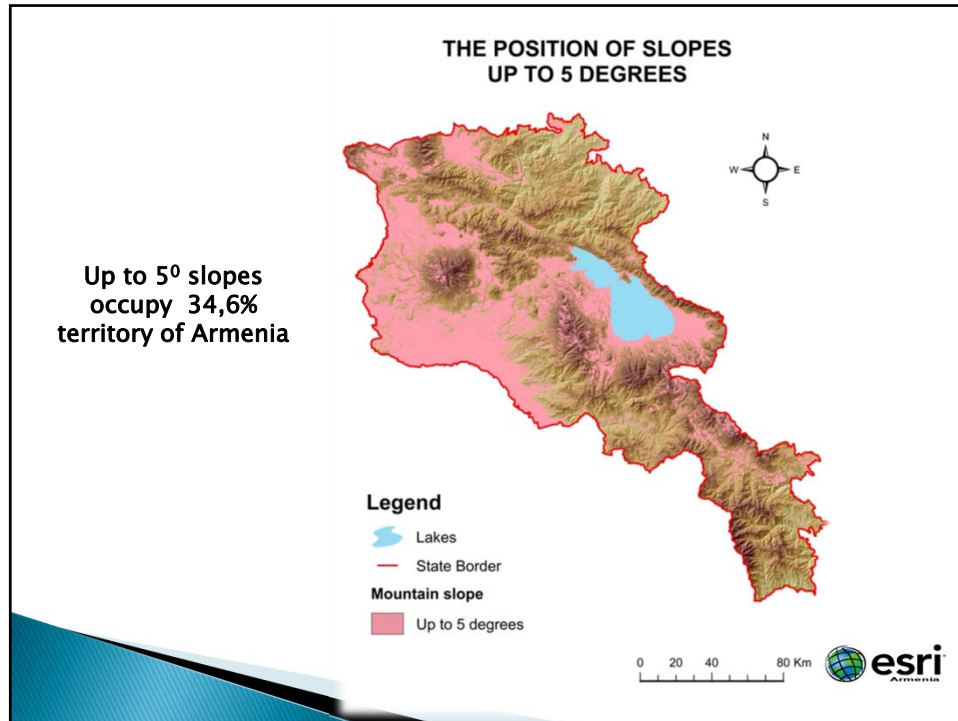 THE POSITION OF SLOPES
UP TO 5 DEGREES
N
W E
S
Up to 5⁰ slopes
occupy 34,6%
territory of Armenia
Legend
Lakes
State Border
Mountain slope
Up to 5 degrees
0 20 40 80 Km
esri
Armenia